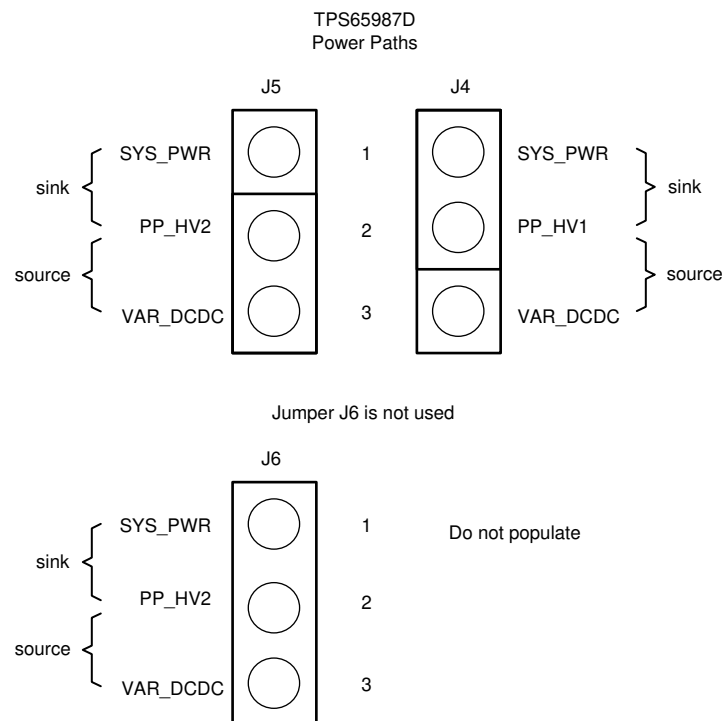 TPS65987D
Power Paths
J5
J4
SYS_PWR
1
SYS_PWR
sink
sink
PP_HV2
2
PP_HV1
source
source
VAR_DCDC
3
VAR_DCDC
Jumper J6 is not used
J6
SYS_PWR
1
Do not populate
sink
PP_HV2
2
source
VAR_DCDC
3